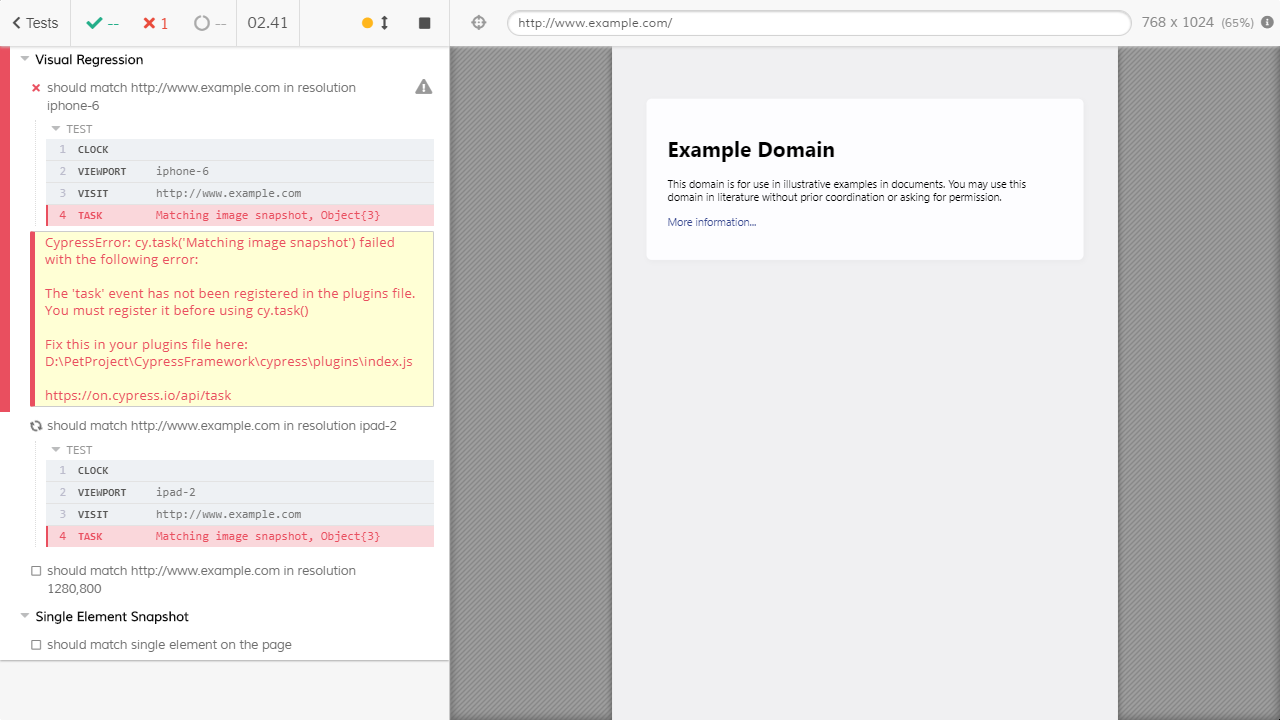 Tests
--
1
--
02.41
http://www.example.com/
768 x 1024 (65%)
Visual Regression
should match http://www.example.com in resolution
iphone-6
TEST
1 CLOCK
2 VIEWPORT iphone-6
3 VISIT http://www.example.com
4 TASK Matching image snapshot, Object{3}
CypressError: cy.task('Matching image snapshot') failed
with the following error:
The 'task' event has not been registered in the plugins file.
You must register it before using cy.task()
Fix this in your plugins file here:
D:\PetProject\CypressFramework\cypress\plugins\index.js
https://on.cypress.io/api/task
should match http://www.example.com in resolution ipad-2
TEST
1 CLOCK
2 VIEWPORT ipad-2
3 VISIT http://www.example.com
4 TASK Matching image snapshot, Object{3}
should match http://www.example.com in resolution
1280,800
Single Element Snapshot
should match single element on the page
Example Domain
This domain is for use in illustrative examples in documents. You may use this
domain in literature without prior coordination or asking for permission.
More information...